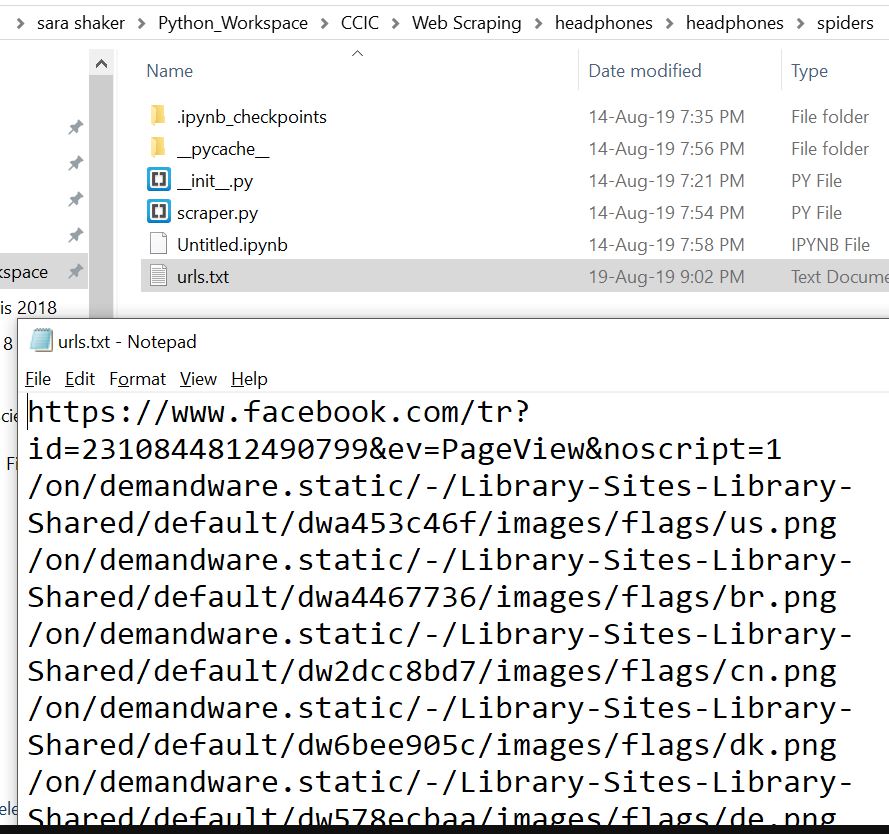 sara shaker > Python_Workspace > CCIC > Web Scraping > headphones > headphones > spiders
Name Date modified Type
.ipynb_checkpoints 14-Aug-19 7:35 PM File folder
__pycache__ 14-Aug-19 7:56 PM File folder
__init__.py 14-Aug-19 7:21 PM PY File
scraper.py 14-Aug-19 7:54 PM PY File
Untitled.ipynb 14-Aug-19 7:58 PM IPYNB File
kspace urls.txt 19-Aug-19 9:02 PM Text Docume
is 2018
8
urls.txt - Notepad
File Edit Format View Help
https://www.facebook.com/tr?
id=2310844812490799&ev=PageView&noscript=1
/on/demandware.static/-/Library-Sites-Library-
Shared/default/dwa453c46f/images/flags/us.png
/on/demandware.static/-/Library-Sites-Library-
Shared/default/dwa4467736/images/flags/br.png
/on/demandware.static/-/Library-Sites-Library-
Shared/default/dw2dcc8bd7/images/flags/cn.png
/on/demandware.static/-/Library-Sites-Library-
Shared/default/dw6bee905c/images/flags/dk.png
/on/demandware.static/-/Library-Sites-Library-
Shared/default/dw578ecbaa/images/flags/de.png